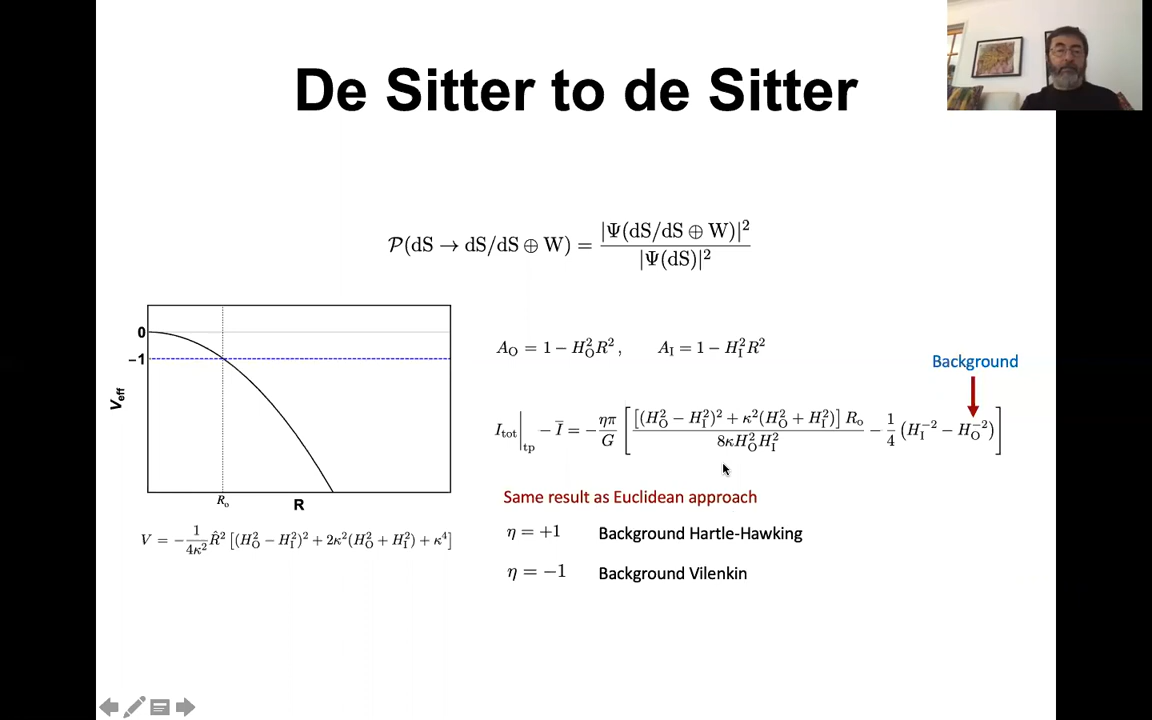 De Sitter to de Sitter
𝒫(dS → dS/dS ⊕ W) = |Ψ(dS/dS ⊕ W)|² / |Ψ(dS)|²
0
−1
V_eff
R_o
R
V = −1/(4κ²) R̂² [(H_O² − H_I²)² + 2κ²(H_O² + H_I²) + κ⁴]
A_O = 1 − H_O²R², A_I = 1 − H_I²R²
Background
I_tot|_tp − Ī = −ηπ/G [ [(H_O² − H_I²)² + κ²(H_O² + H_I²)] R_o / (8κH_O²H_I²) − 1/4 (H_I⁻² − H_O⁻²) ]
Same result as Euclidean approach
η = +1 Background Hartle-Hawking
η = −1 Background Vilenkin